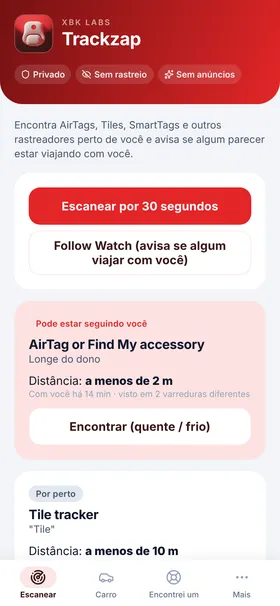 XBK LABS
Trackzap
Privado
Sem rastreio
Sem anúncios
Encontra AirTags, Tiles, SmartTags e outros
rastreadores perto de você e avisa se algum parecer
estar viajando com você.
Escanear por 30 segundos
Follow Watch (avisa se algum
viajar com você)
Pode estar seguindo você
AirTag or Find My accessory
Longe do dono
Distância: a menos de 2 m
Com você há 14 min · visto em 2 varreduras diferentes
Encontrar (quente / frio)
Por perto
Tile tracker
"Tile"
Distância: a menos de 10 m
Escanear
Carro
Encontrei um
Mais